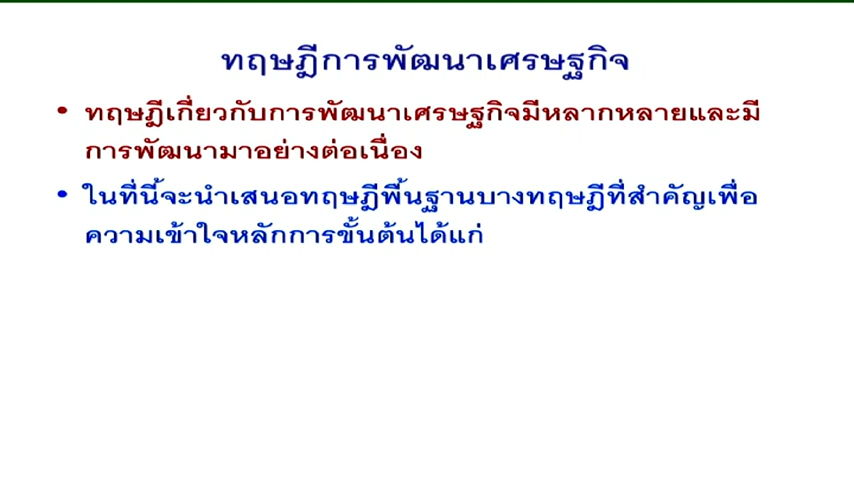 ทฤษฎีการพัฒนาเศรษฐกิจ
• ทฤษฎีเกี่ยวกับการพัฒนาเศรษฐกิจมีหลากหลายและมี
การพัฒนามาอย่างต่อเนื่อง
• ในที่นี้จะนำเสนอทฤษฎีพื้นฐานบางทฤษฎีที่สำคัญเพื่อ
ความเข้าใจหลักการขั้นต้นได้แก่